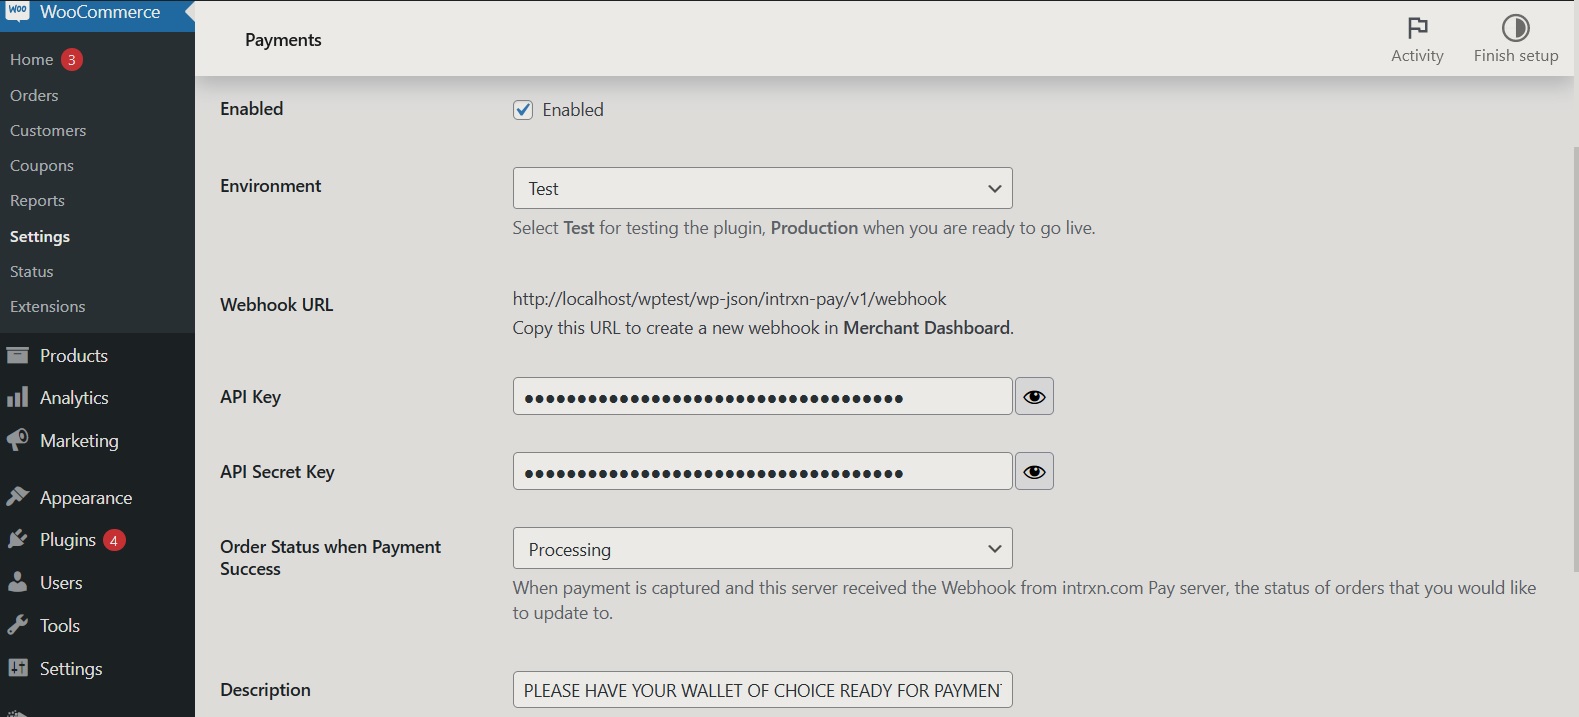 WOO WooCommerce
Payments
Activity
Finish setup
Home 3
Orders
Customers
Coupons
Reports
Settings
Status
Extensions
Products
Analytics
Marketing
Appearance
Plugins 4
Users
Tools
Settings
Enabled
Enabled
Environment
Test
Select Test for testing the plugin, Production when you are ready to go live.
Webhook URL
http://localhost/wptest/wp-json/intrxn-pay/v1/webhook
Copy this URL to create a new webhook in Merchant Dashboard.
API Key
API Secret Key
Order Status when Payment
Success
Processing
When payment is captured and this server received the Webhook from intrxn.com Pay server, the status of orders that you would like
to update to.
Description
PLEASE HAVE YOUR WALLET OF CHOICE READY FOR PAYMEN